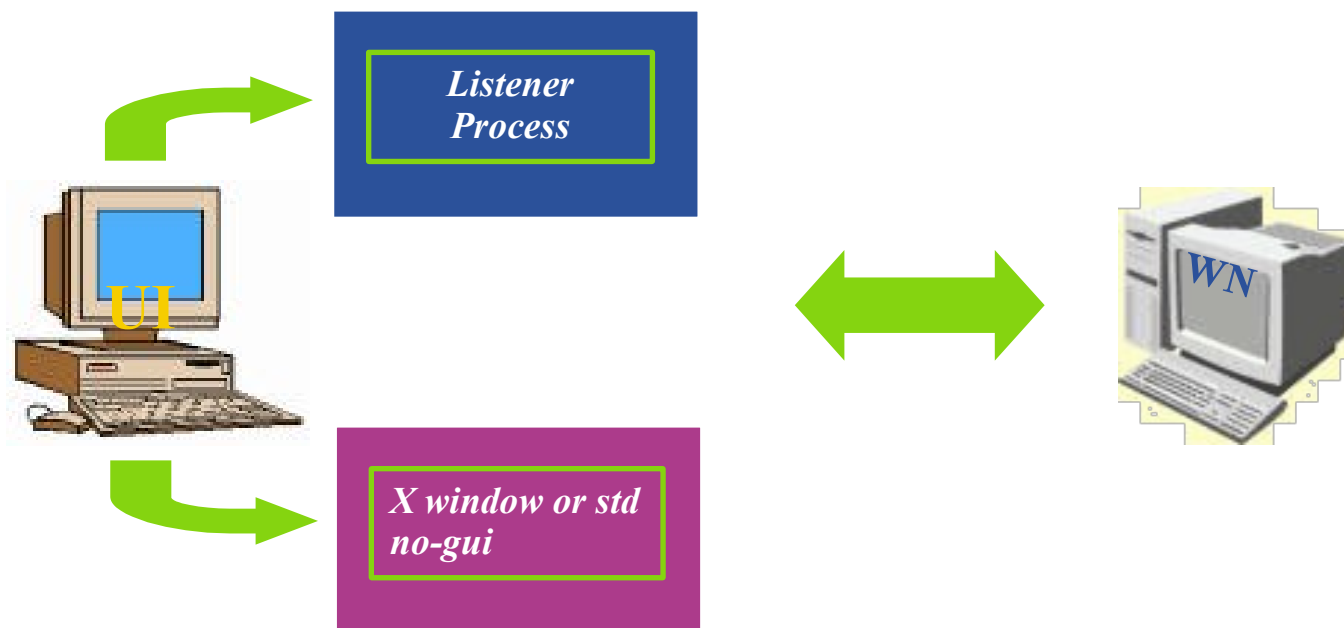 Listener
Process
UI
WN
X window or std
no-gui